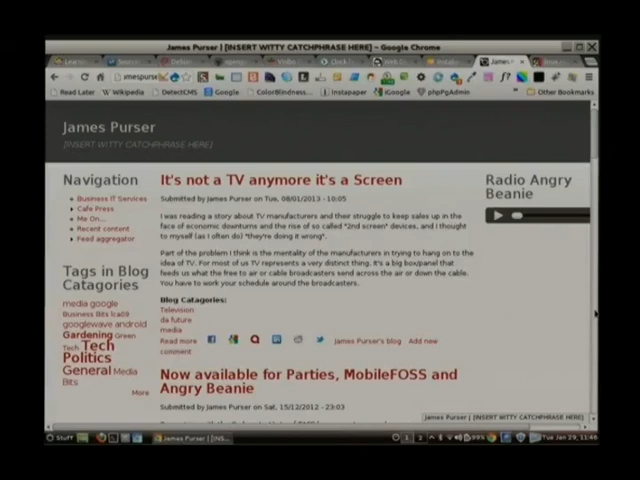 James Purser | [INSERT WITTY CATCHPHRASE HERE] - Google Chrome
Read Later
Wikipedia
DetectCMS
Google
ColorBlindness...
Instapaper
iGoogle
phpPgAdmin
Other Bookmarks
James Purser
[INSERT WITTY CATCHPHRASE HERE]
Navigation
Business IT Services
Cafe Press
Me On...
Recent content
Feed aggregator
Tags in Blog
Catagories
media google
Business Bits lca09
googlewave android
Gardening Green
Tech Tech
Politics
General Media
Bits
More
It's not a TV anymore it's a Screen
Submitted by James Purser on Tue, 08/01/2013 - 10:05
I was reading a story about TV manufacturers and their struggle to keep sales up in the
face of economic downturns and the rise of so called "2nd screen" devices, and I thought
to myself (as I often do) "they're doing it wrong".
Part of the problem I think is the mentality of the manufacturers in trying to hang on to the
idea of TV. For most of us TV represents a very distinct thing. It's a big box/panel that
feeds us what the free to air or cable broadcasters send across the air or down the cable.
You have to work your schedule around the broadcasters.
Blog Catagories:
Television
da future
media
Read more
James Purser's blog
Add new
comment
Now available for Parties, MobileFOSS and
Angry Beanie
Submitted by James Purser on Sat, 15/12/2012 - 23:03
Radio Angry
Beanie
James Purser | [INSERT WITTY CATCHPHRASE HERE]
Stuff
James Purser | [INS...
99%
Tue Jan 29, 11:46